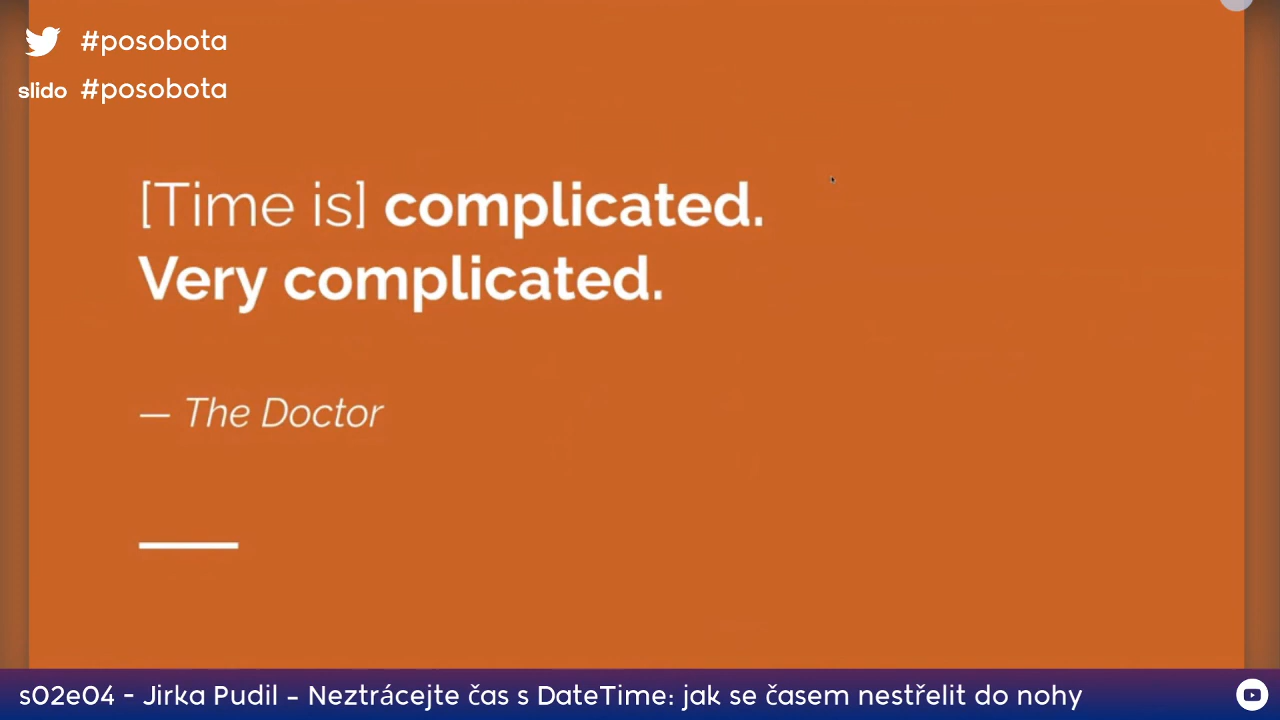 #posobota
slido #posobota
[Time is] complicated.
Very complicated.
— The Doctor
s02e04 - Jirka Pudil – Neztrácejte čas s DateTime: jak se časem nestřelit do nohy